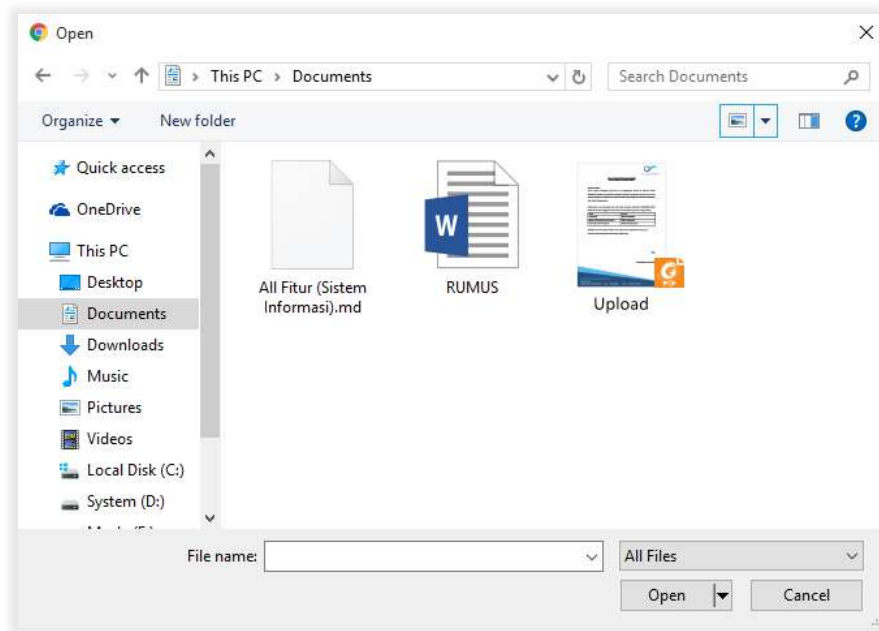 Open
This PC > Documents
Search Documents
Organize
New folder
Quick access
OneDrive
This PC
Desktop
Documents
Downloads
Music
Pictures
Videos
Local Disk (C:)
System (D:)
All Fitur (Sistem
Informasi).md
W
RUMUS
PDF
Upload
File name:
All Files
Open
Cancel